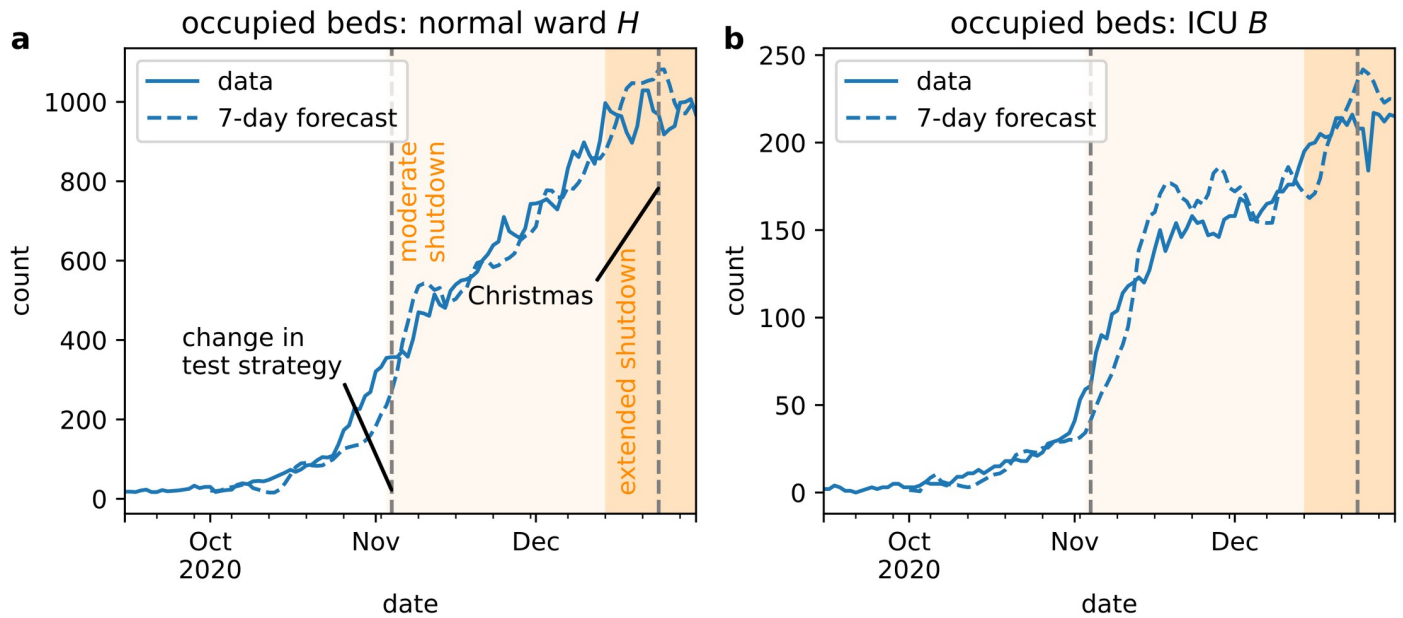 a
occupied beds: normal ward H
data
7-day forecast
1000
800
600
400
200
0
count
moderate
shutdown
Christmas
extended shutdown
change in
test strategy
Oct
2020
Nov
Dec
date
b
occupied beds: ICU B
data
7-day forecast
250
200
150
100
50
0
count
Oct
2020
Nov
Dec
date